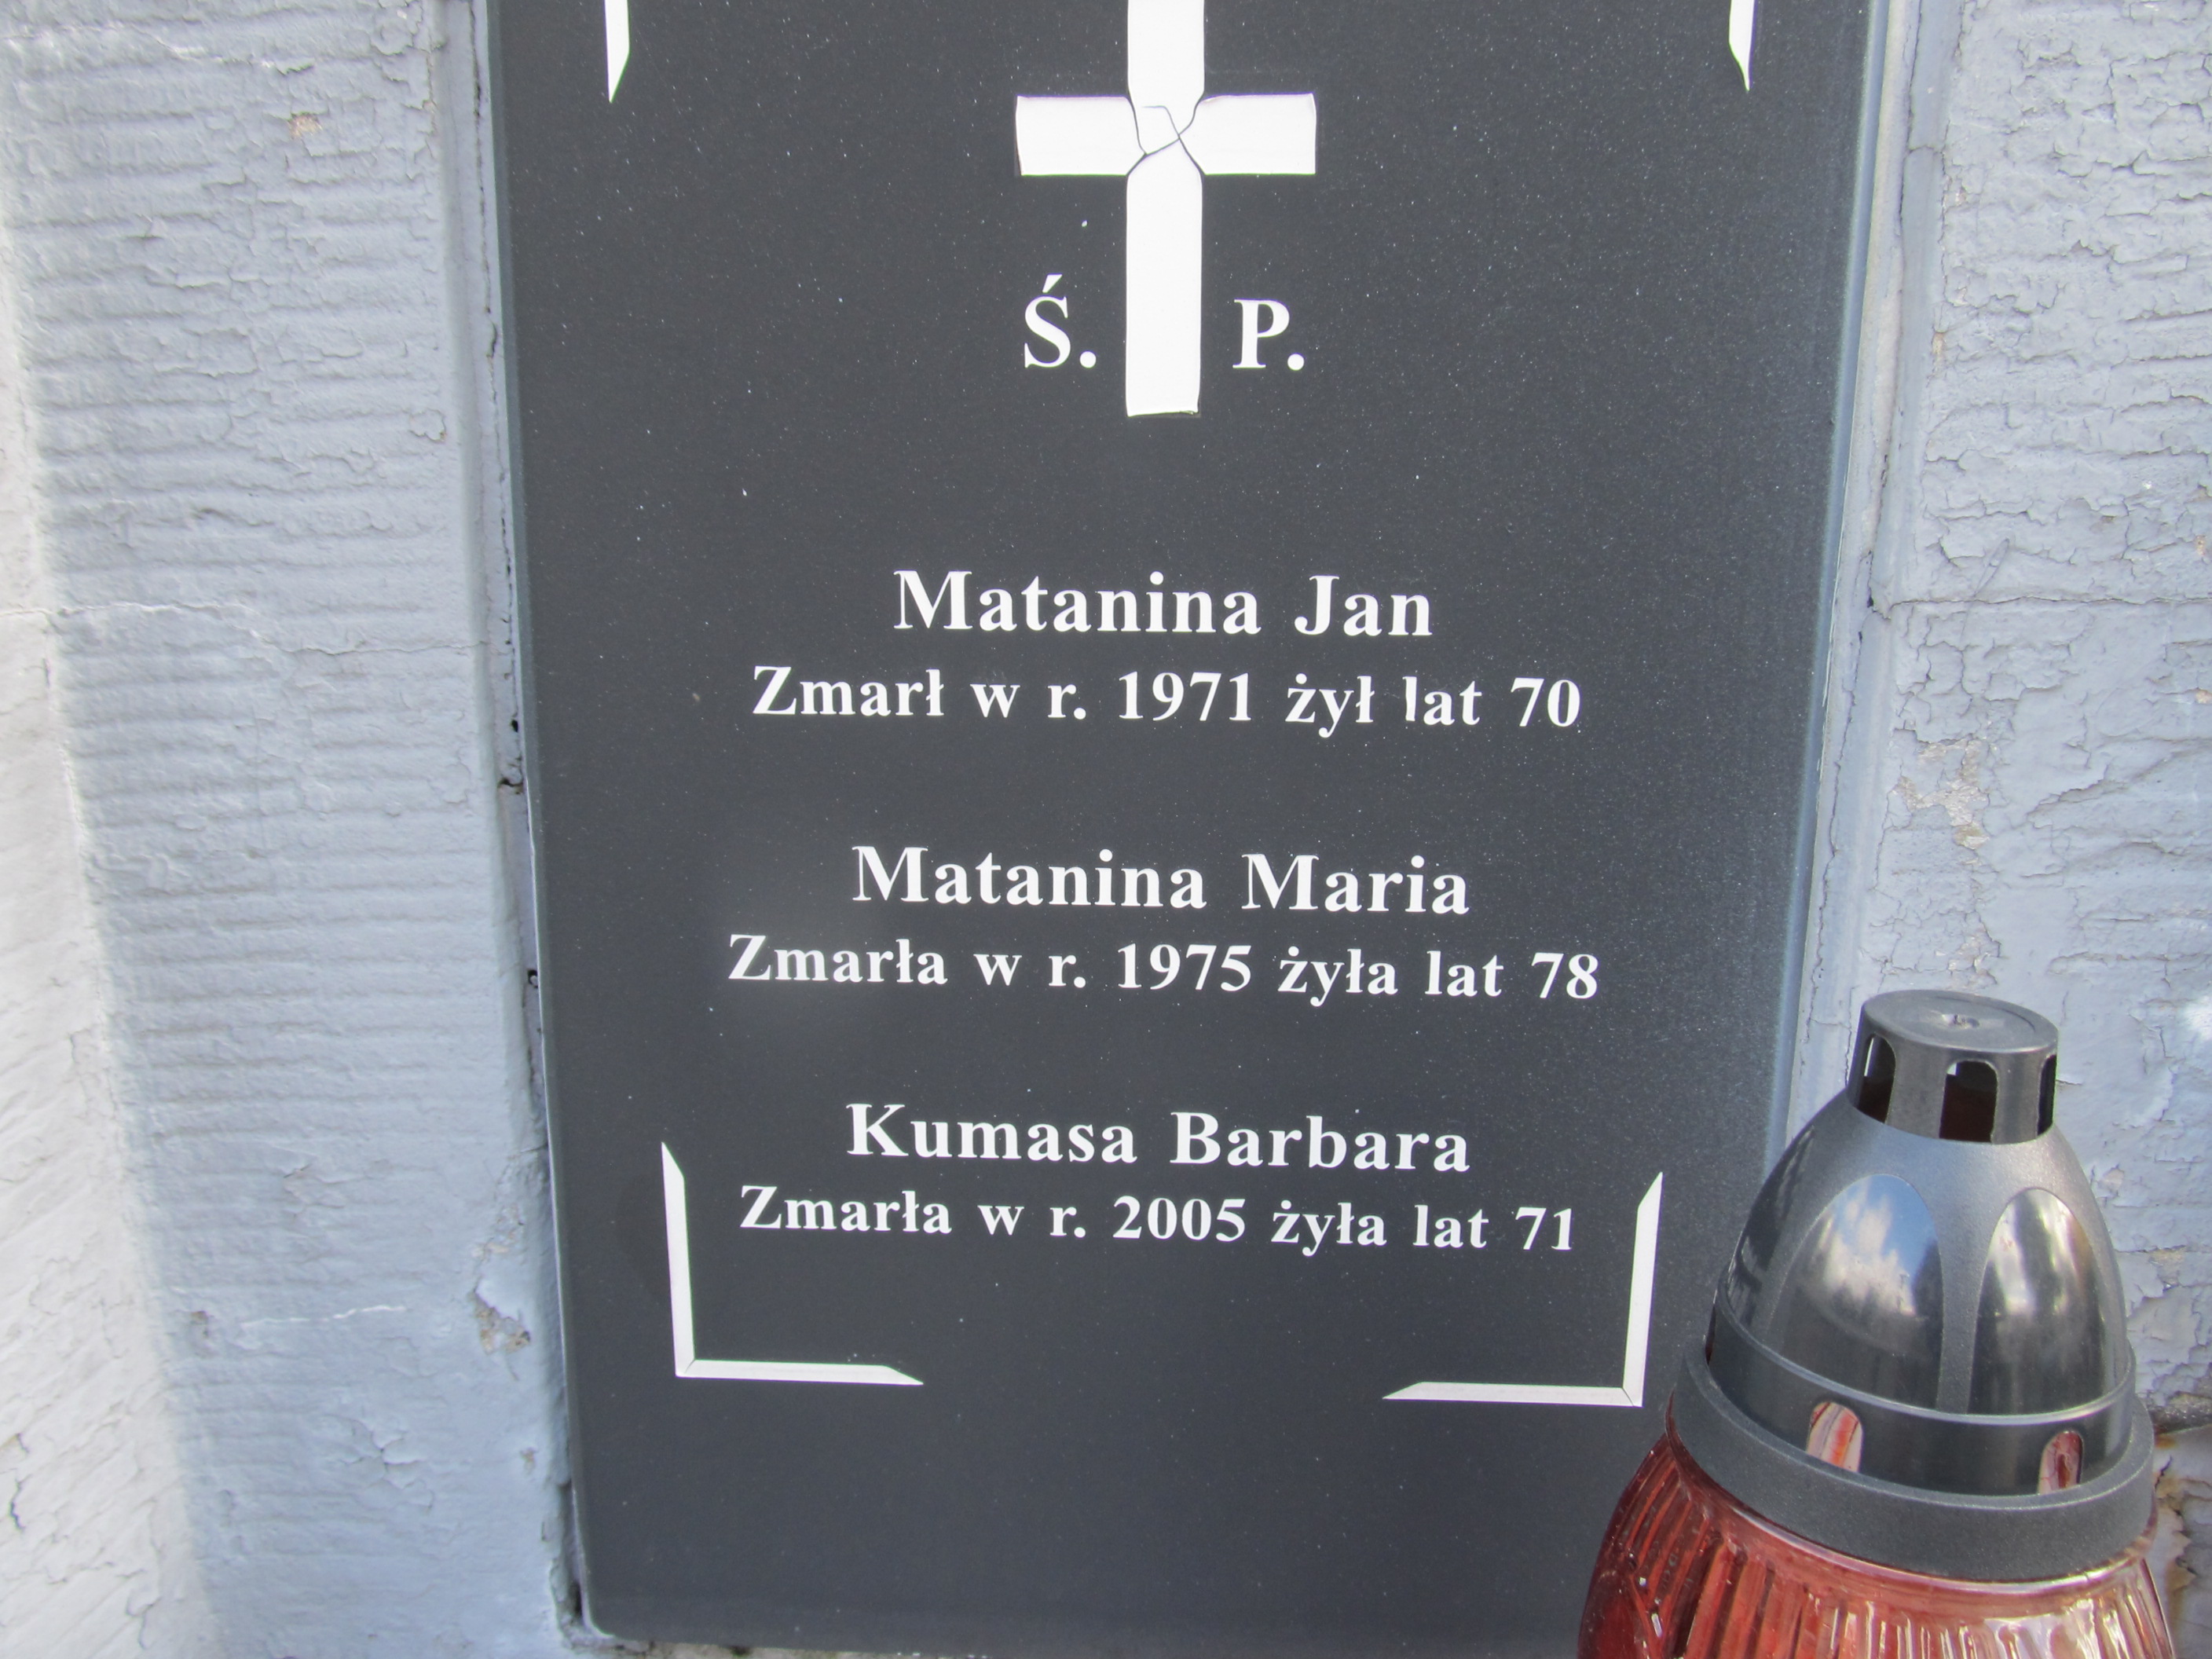 Ś. P.
Matanina Jan
Zmarł w r. 1971 żył lat 70
Matanina Maria
Zmarła w r. 1975 żyła lat 78
Kumasa Barbara
Zmarła w r. 2005 żyła lat 71